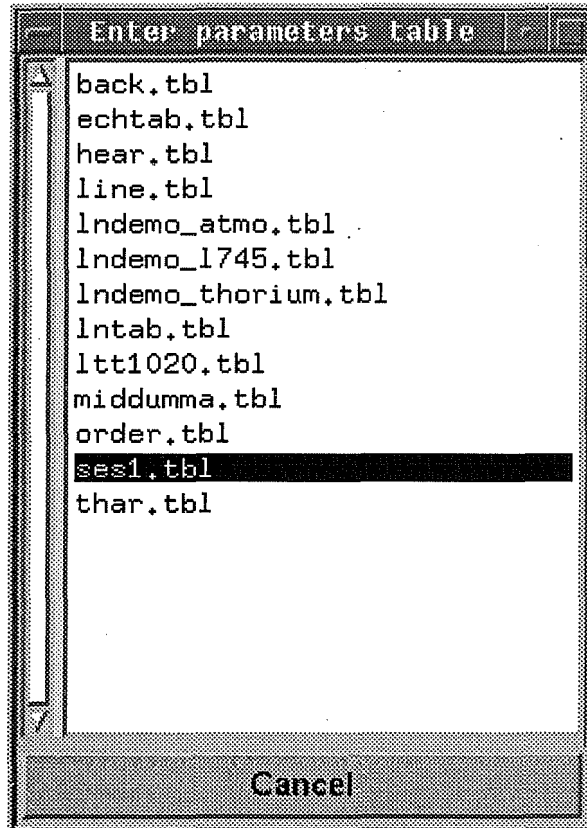 Enter parameters table
back.tbl
echtab.tbl
hear.tbl
line.tbl
lndemo_atmo.tbl
lndemo_l745.tbl
lndemo_thorium.tbl
lntab.tbl
ltt1020.tbl
middumma.tbl
order.tbl
ses1.tbl
thar.tbl
Cancel